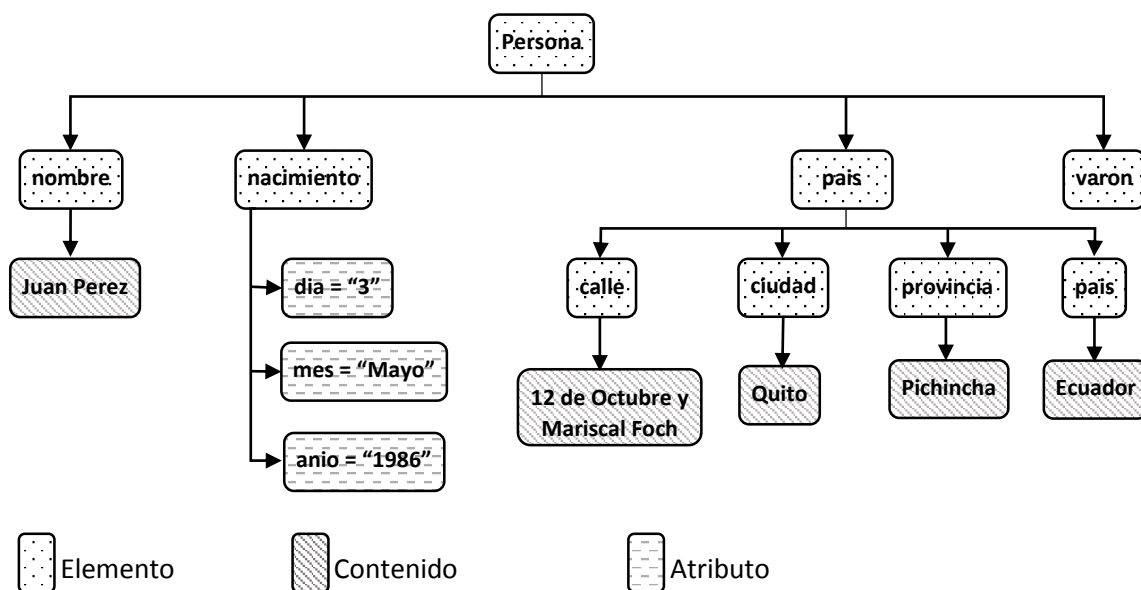 Persona
nombre
nacimiento
pais
varon
Juan Perez
dia = “3”
mes = “Mayo”
anio = “1986”
calle
ciudad
provincia
pais
12 de Octubre y
Mariscal Foch
Quito
Pichincha
Ecuador
Elemento
Contenido
Atributo